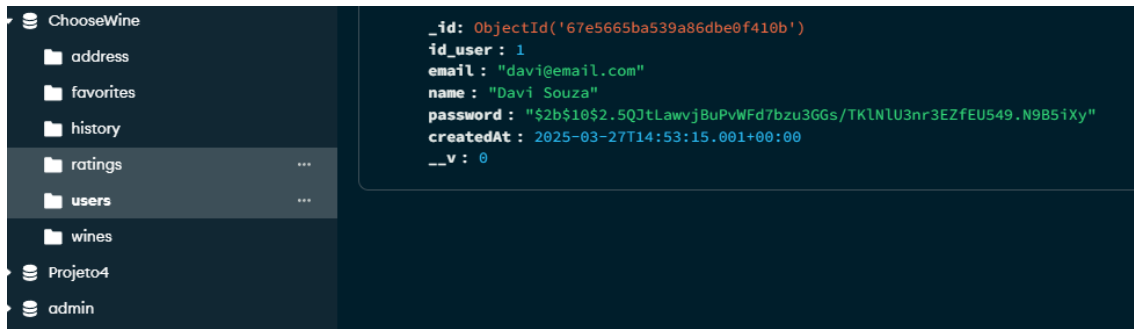 ChooseWine
address
favorites
history
ratings
users
wines
Projeto4
admin
_id: ObjectId('67e5665ba539a86dbe0f410b')
id_user : 1
email : "davi@email.com"
name : "Davi Souza"
password : "$2b$10$2.5QJtLawvjBuPvWFd7bzu3GGs/TKlNlU3nr3EZfEU549.N9B5iXy"
createdAt : 2025-03-27T14:53:15.001+00:00
__v : 0